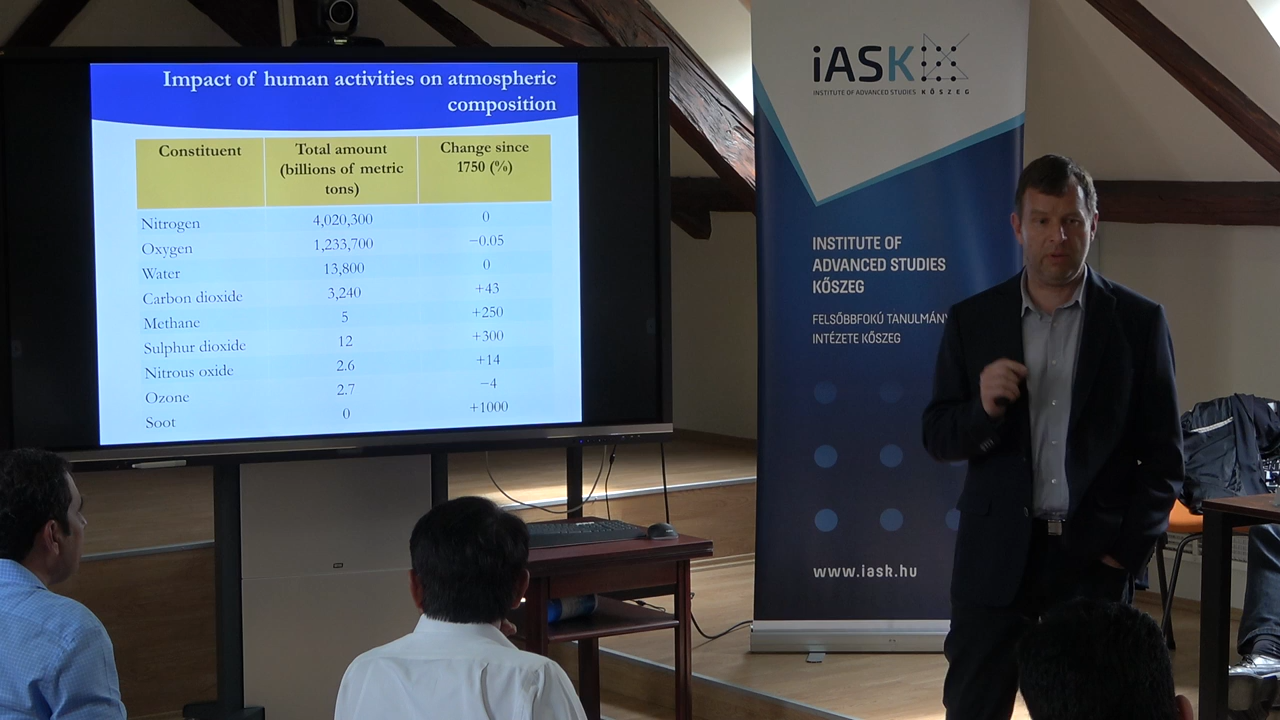 Impact of human activities on atmospheric
composition
Constituent Total amount (billions of metric tons) Change since 1750 (%)
Nitrogen 4,020,300 0
Oxygen 1,233,700 −0.05
Water 13,800 0
Carbon dioxide 3,240 +43
Methane 5 +250
Sulphur dioxide 12 +300
Nitrous oxide 2.6 +14
Ozone 2.7 −4
Soot 0 +1000
iASK
INSTITUTE OF ADVANCED STUDIES KŐSZEG
INSTITUTE OF
ADVANCED STUDIES
KŐSZEG
FELSŐBBFOKÚ TANULMÁNY
INTÉZETE KŐSZEG
www.iask.hu